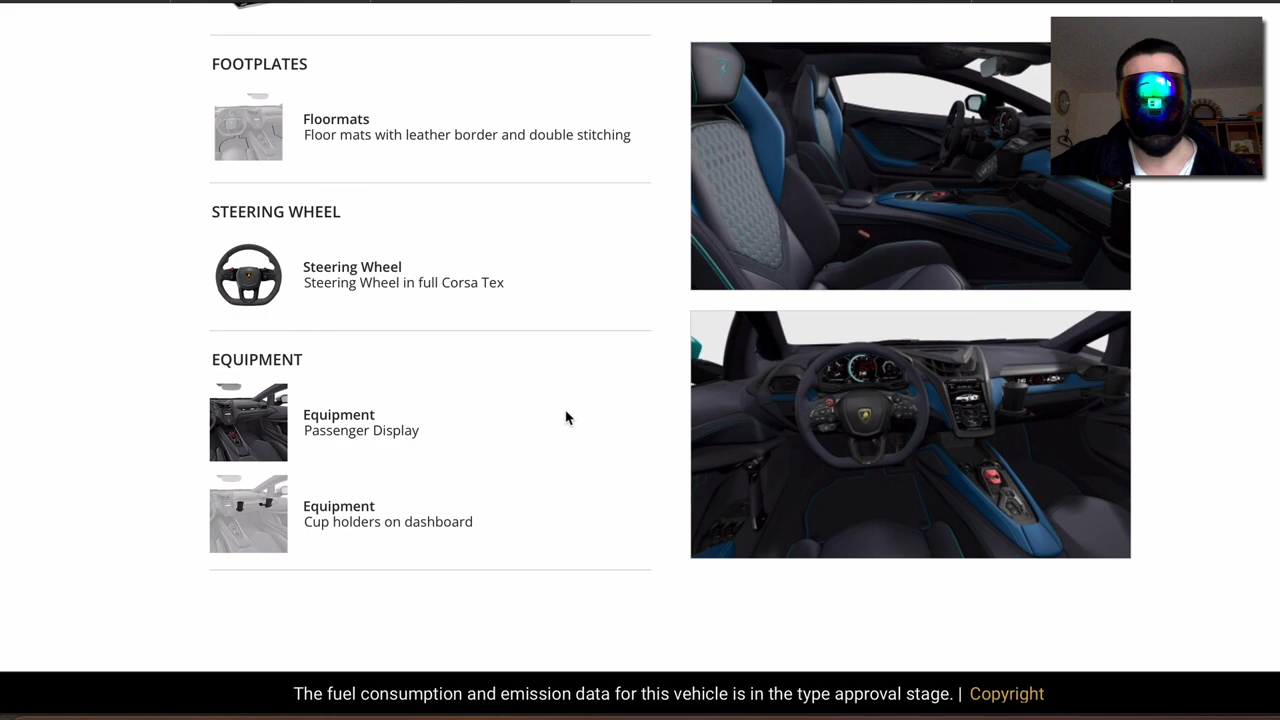 FOOTPLATES
Floormats
Floor mats with leather border and double stitching
STEERING WHEEL
Steering Wheel
Steering Wheel in full Corsa Tex
EQUIPMENT
Equipment
Passenger Display
Equipment
Cup holders on dashboard
The fuel consumption and emission data for this vehicle is in the type approval stage. | Copyright